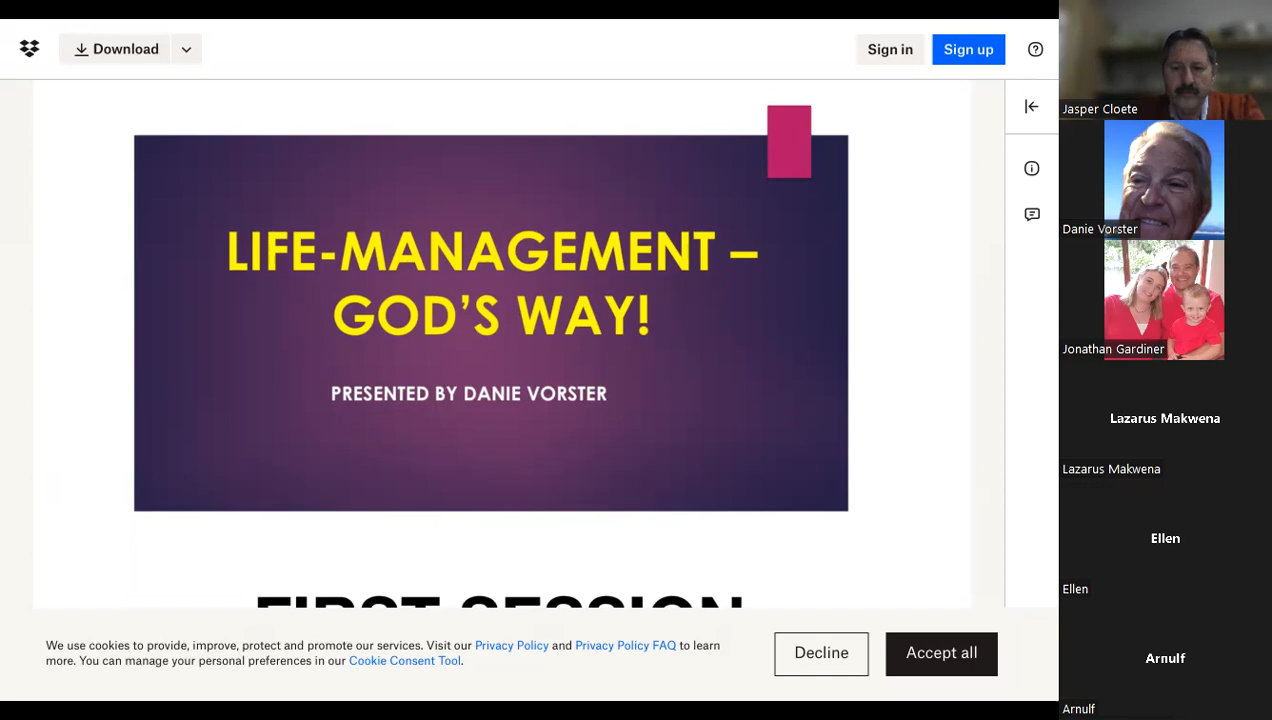 Download
Sign in
Sign up
LIFE-MANAGEMENT –
GOD'S WAY!
PRESENTED BY DANIE VORSTER
FIRST SESSION
We use cookies to provide, improve, protect and promote our services. Visit our Privacy Policy and Privacy Policy FAQ to learn
more. You can manage your personal preferences in our Cookie Consent Tool.
Decline
Accept all
Jasper Cloete
Danie Vorster
Jonathan Gardiner
Lazarus Makwena
Lazarus Makwena
Ellen
Ellen
Arnulf
Arnulf